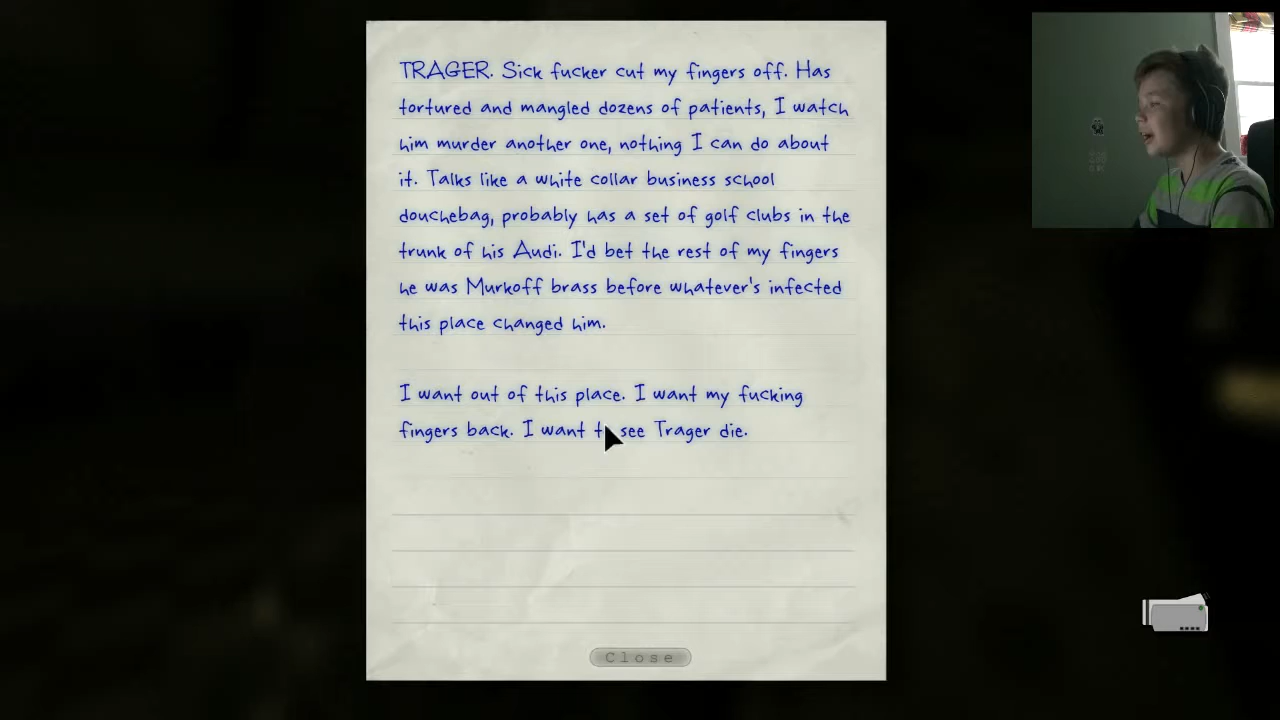 TRAGER. Sick fucker cut my fingers off. Has
tortured and mangled dozens of patients, I watch
him murder another one, nothing I can do about
it. Talks like a white collar business school
douchebag, probably has a set of golf clubs in the
trunk of his Audi. I'd bet the rest of my fingers
he was Murkoff brass before whatever's infected
this place changed him.
I want out of this place. I want my fucking
fingers back. I want to see Trager die.
Close